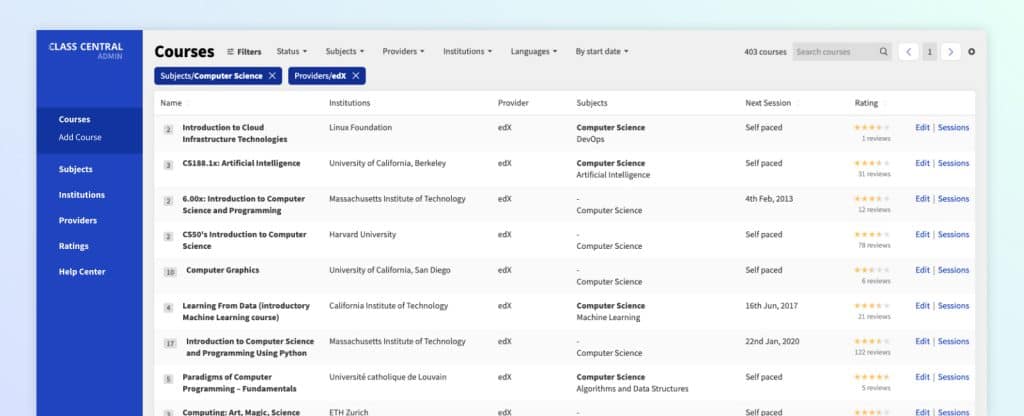 CLASS CENTRAL
ADMIN
Courses
Add Course
Subjects
Institutions
Providers
Ratings
Help Center
Courses Filters Status Subjects Providers Institutions Languages By start date 403 courses Search courses 1
Subjects/Computer Science Providers/edX
Name Institutions Provider Subjects Next Session Rating
2 Introduction to Cloud Linux Foundation edX Computer Science Self paced Edit | Sessions
Infrastructure Technologies DevOps 1 reviews
3 CS188.1x: Artificial Intelligence University of California, Berkeley edX Computer Science Self paced Edit | Sessions
Artificial Intelligence 31 reviews
2 6.00x: Introduction to Computer Massachusetts Institute of Technology edX - 4th Feb, 2013 Edit | Sessions
Science and Programming Computer Science 12 reviews
2 CS50's Introduction to Computer Harvard University edX - Self paced Edit | Sessions
Science Computer Science 78 reviews
10 Computer Graphics University of California, San Diego edX - Self paced Edit | Sessions
Computer Science 6 reviews
4 Learning From Data (introductory California Institute of Technology edX Computer Science 16th Jun, 2017 Edit | Sessions
Machine Learning course) Machine Learning 21 reviews
17 Introduction to Computer Science Massachusetts Institute of Technology edX - 22nd Jan, 2020 Edit | Sessions
and Programming Using Python Computer Science 122 reviews
5 Paradigms of Computer Université catholique de Louvain edX Computer Science Self paced Edit | Sessions
Programming – Fundamentals Algorithms and Data Structures 5 reviews
Computing: Art, Magic, Science ETH Zurich edX Computer Science Self paced Edit | Sessions